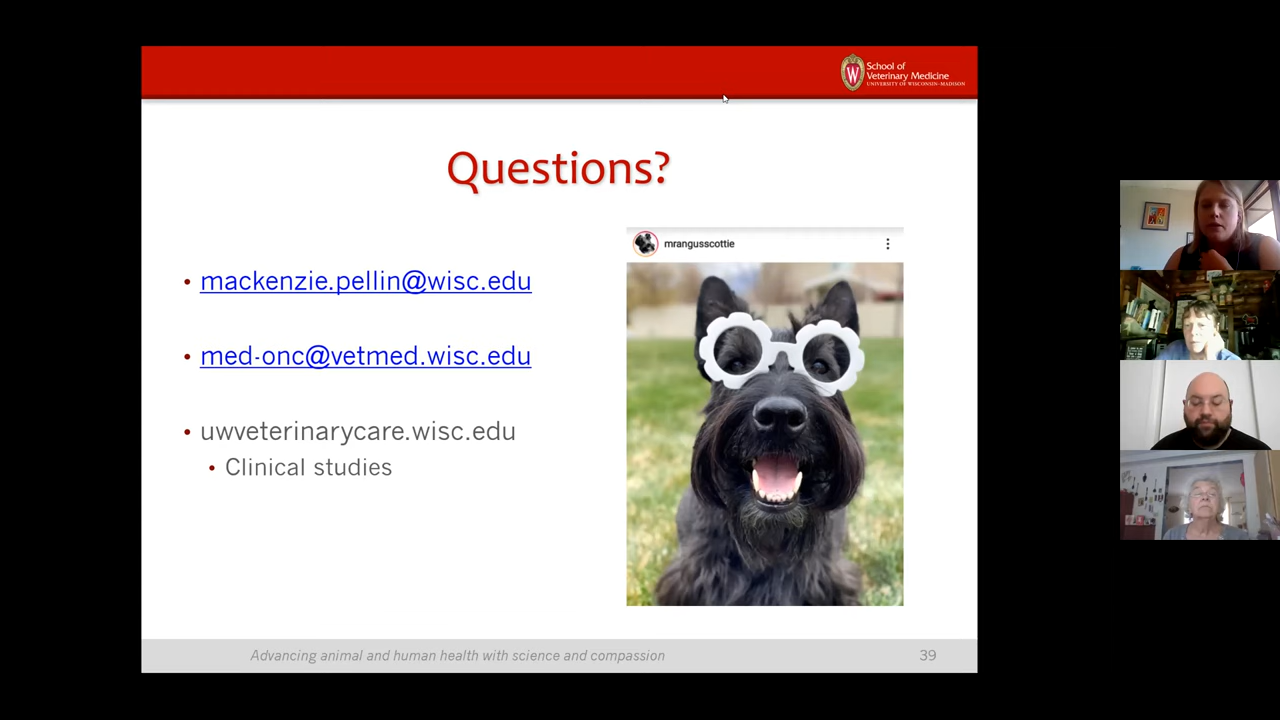 School of
Veterinary Medicine
UNIVERSITY OF WISCONSIN-MADISON
Questions?
mackenzie.pellin@wisc.edu
med-onc@vetmed.wisc.edu
uwveterinarycare.wisc.edu
Clinical studies
mrangusscottie
Advancing animal and human health with science and compassion
39